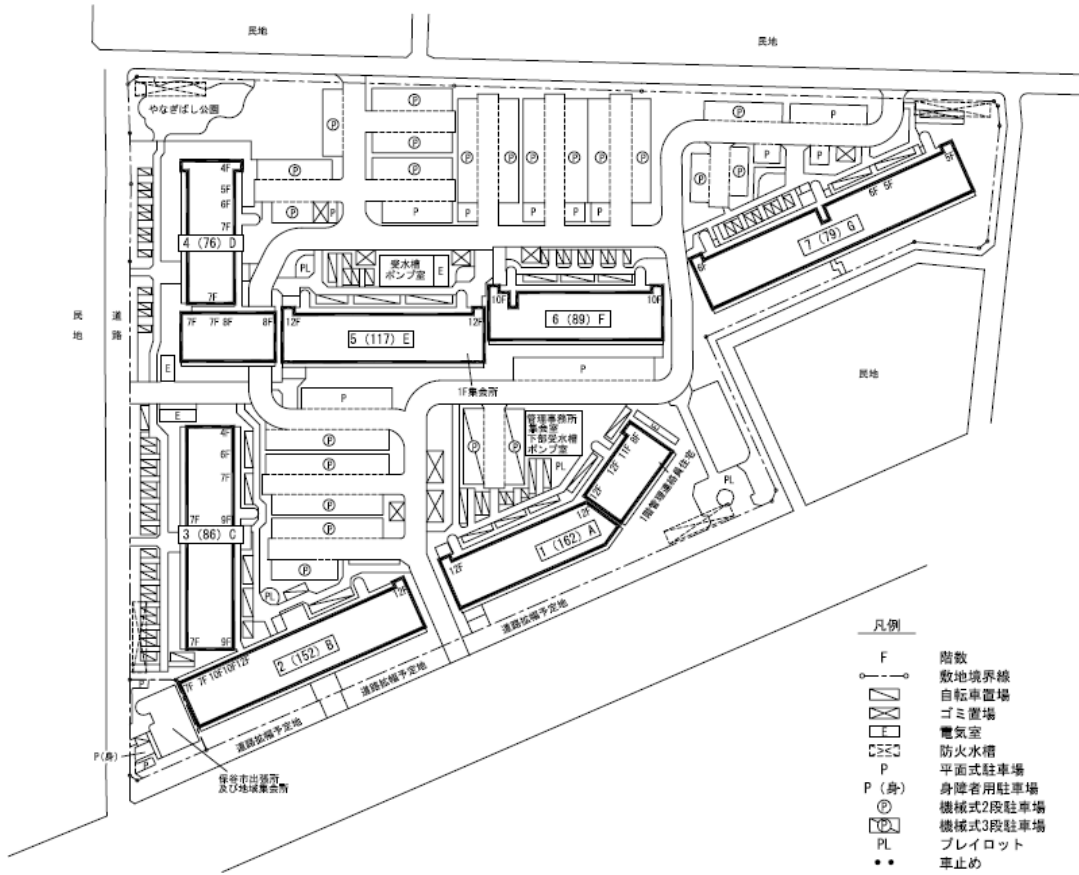 民地
民地
やなぎばし公園
Ⓟ
Ⓟ
Ⓟ
Ⓟ
P
Ⓟ
Ⓟ
Ⓟ
Ⓟ
Ⓟ
Ⓟ
P
P
P
P
Ⓟ
Ⓟ
Ⓟ
P
P
P
Ⓟ
Ⓟ
4F
5F
6F
7F
4 (76) D
7F
7F
7F 8F
8F
PL
受水槽
ポンプ室
E
12F
12F
5 (117) E
10F
10F
6 (89) F
5F
6F 5F
7 (79) G
6F
民地
道路
民地
E
E
P
P
1F集会所
管理事務所
集会室
下部受水槽
ポンプ室
Ⓟ
Ⓟ
PL
E
12F
12F 11F 8F
1階管理連絡員住宅
PL
12F
12F
1 (162) A
4F
6F
7F
7F
9F
3 (86) C
7F
9F
Ⓟ
Ⓟ
Ⓟ
Ⓟ
Ⓟ
PL
12F
2 (152) B
7F 7F 10F10F12F
道路拡幅予定地
道路拡幅予定地
道路拡幅予定地
P
P(身)
P
保谷市出張所
及び地域集会所
凡例
F 階数
敷地境界線
自転車置場
ゴミ置場
E 電気室
防火水槽
P 平面式駐車場
P（身） 身障者用駐車場
Ⓟ 機械式2段駐車場
Ⓟ 機械式3段駐車場
PL プレイロット
車止め